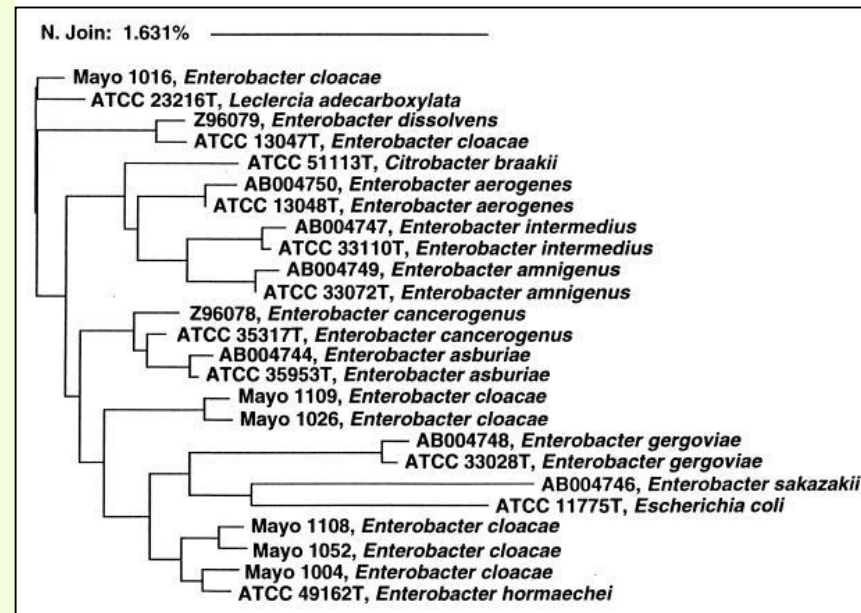 N. Join: 1.631%
Mayo 1016, Enterobacter cloacae
ATCC 23216T, Leclercia adecarboxylata
Z96079, Enterobacter dissolvens
ATCC 13047T, Enterobacter cloacae
ATCC 51113T, Citrobacter braakii
AB004750, Enterobacter aerogenes
ATCC 13048T, Enterobacter aerogenes
AB004747, Enterobacter intermedius
ATCC 33110T, Enterobacter intermedius
AB004749, Enterobacter amnigenus
ATCC 33072T, Enterobacter amnigenus
Z96078, Enterobacter cancerogenus
ATCC 35317T, Enterobacter cancerogenus
AB004744, Enterobacter asburiae
ATCC 35953T, Enterobacter asburiae
Mayo 1109, Enterobacter cloacae
Mayo 1026, Enterobacter cloacae
AB004748, Enterobacter gergoviae
ATCC 33028T, Enterobacter gergoviae
AB004746, Enterobacter sakazakii
ATCC 11775T, Escherichia coli
Mayo 1108, Enterobacter cloacae
Mayo 1052, Enterobacter cloacae
Mayo 1004, Enterobacter cloacae
ATCC 49162T, Enterobacter hormaechei